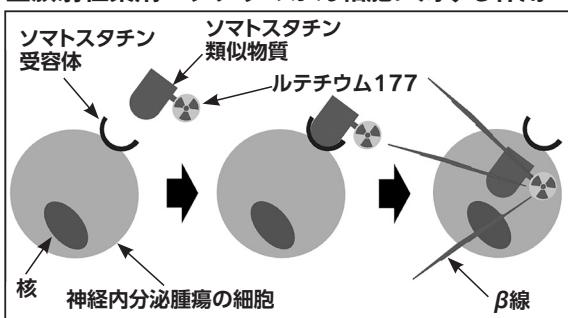 ソマトスタチン
受容体
ソマトスタチン
類似物質
ルテチウム177
核
神経内分泌腫瘍の細胞
β線